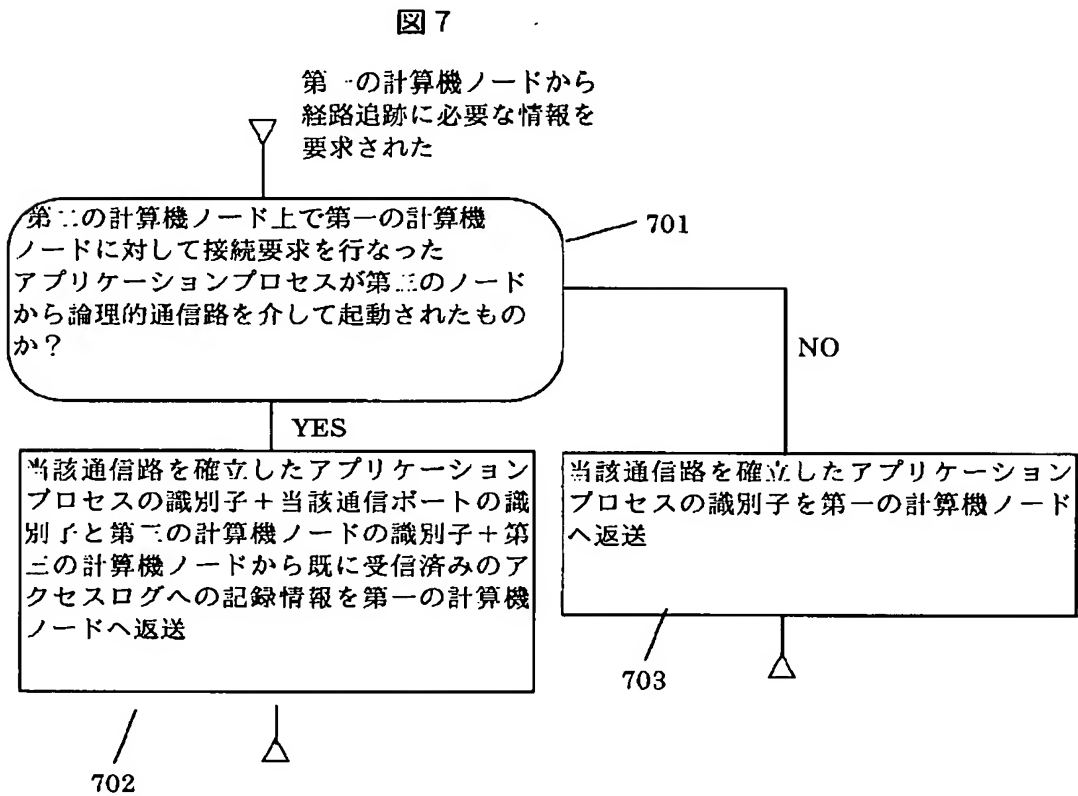 図7
第一の計算機ノードから
経路追跡に必要な情報を
要求された
第二の計算機ノード上で第一の計算機
ノードに対して接続要求を行なった
アプリケーションプロセスが第三のノード
から論理的通信路を介して起動されたもの
か？
701
NO
YES
当該通信路を確立したアプリケーション
プロセスの識別子＋当該通信ポートの識
別子と第三の計算機ノードの識別子＋第
三の計算機ノードから既に受信済みのア
クセスログへの記録情報を第一の計算機
ノードへ返送
当該通信路を確立したアプリケーション
プロセスの識別子を第一の計算機ノード
へ返送
703
702